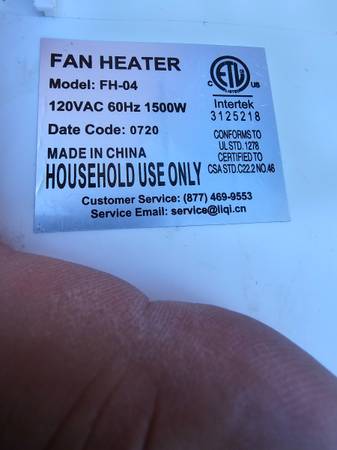 FAN HEATER
Model: FH-04
120VAC 60Hz 1500W
Date Code: 0720
MADE IN CHINA
HOUSEHOLD USE ONLY
Customer Service: (877) 469-9553
Service Email: service@liqi.cn
C ETL US
Intertek
3125218
CONFORMS TO
UL STD. 1278
CERTIFIED TO
CSA STD.C22.2 NO.46